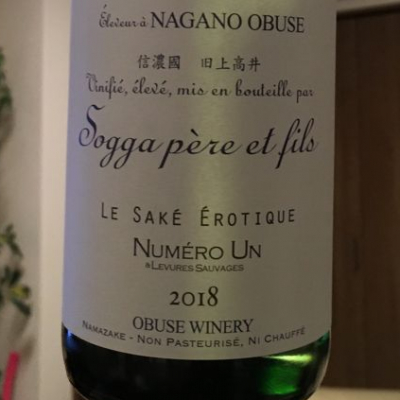 Éleveur à NAGANO OBUSE
信濃國 旧上高井
Vinifié, élevé, mis en bouteille par
Sogga père et fils
LE SAKÉ ÉROTIQUE
NUMÉRO UN
#LEVURES SAUVAGES
2018
OBUSE WINERY
NAMAZAKE - NON PASTEURISÉ, NI CHAUFFÉ